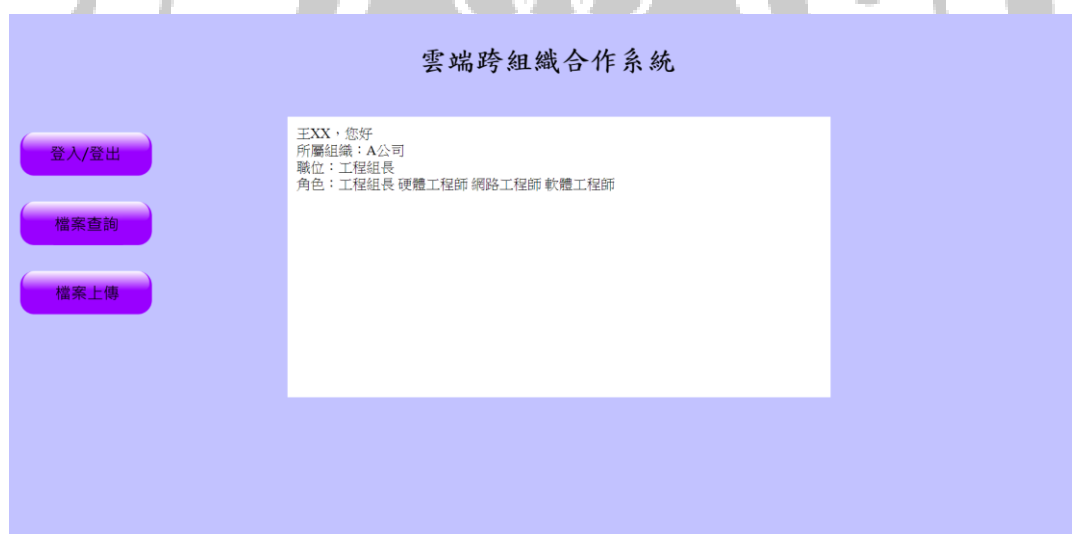 雲端跨組織合作系統
登入/登出
檔案查詢
檔案上傳
王XX，您好
所屬組織：A公司
職位：工程組長
角色：工程組長 硬體工程師 網路工程師 軟體工程師